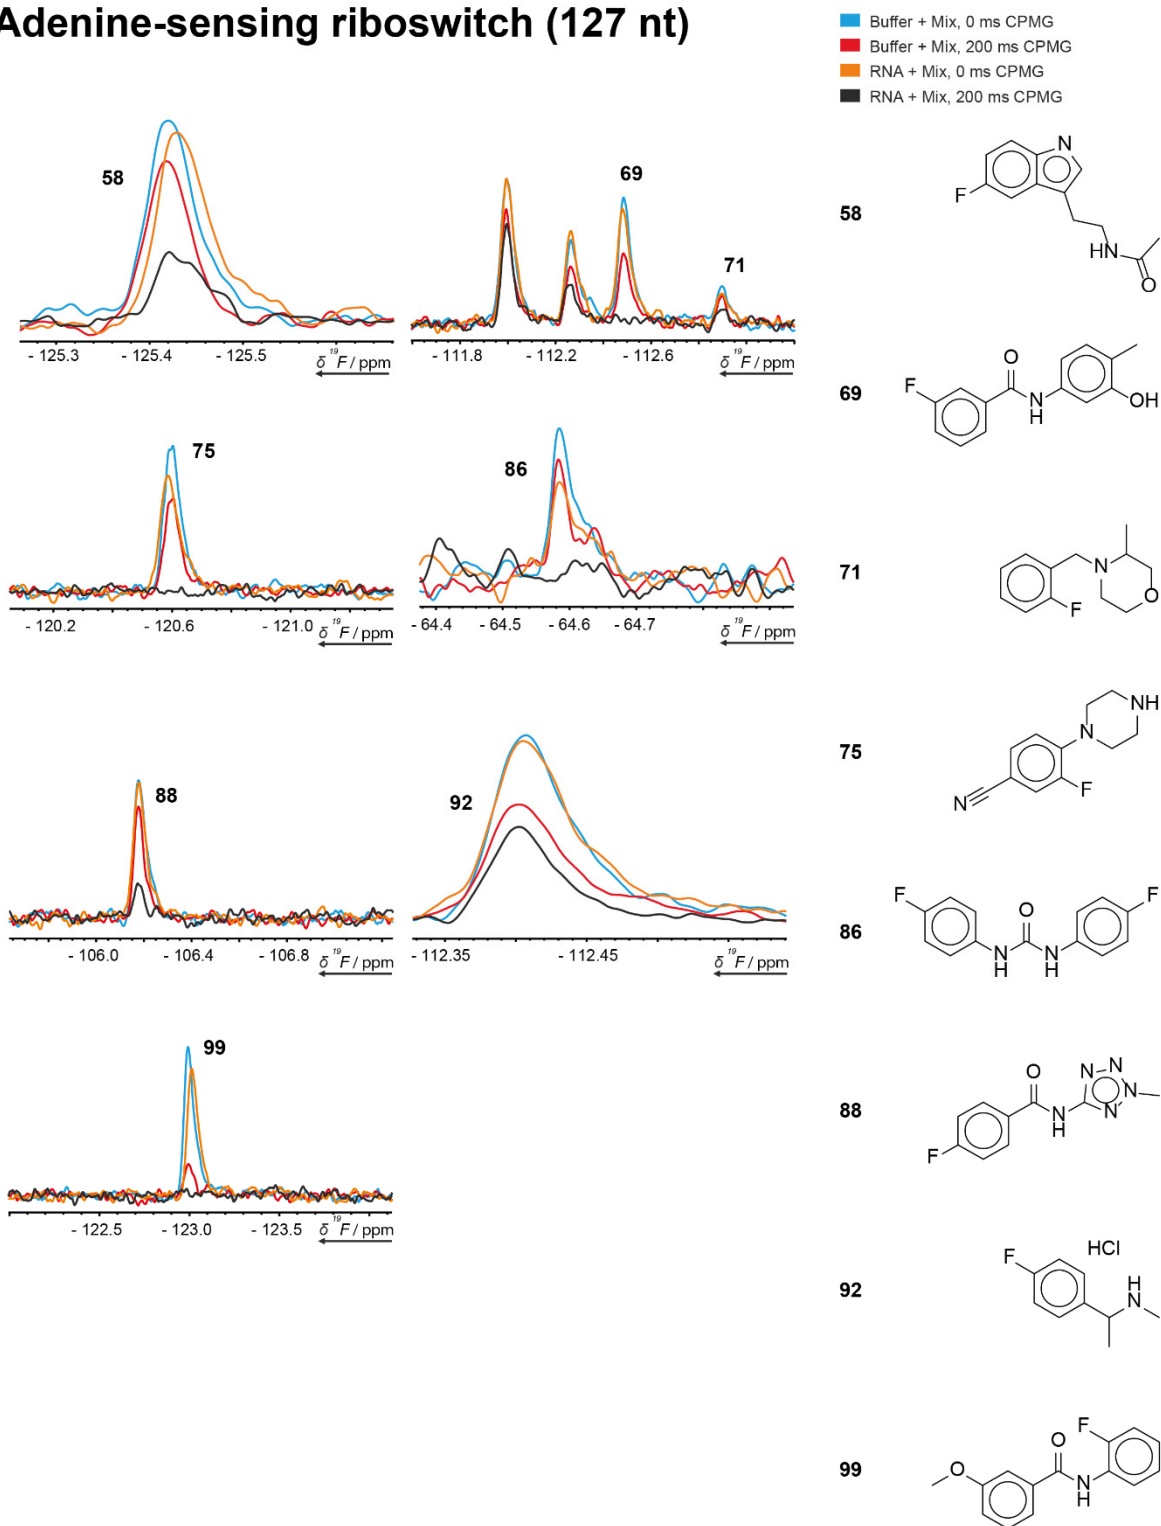 Adenine-sensing riboswitch (127 nt)
Buffer + Mix, 0 ms CPMG
Buffer + Mix, 200 ms CPMG
RNA + Mix, 0 ms CPMG
RNA + Mix, 200 ms CPMG
58
- 125.3 - 125.4 - 125.5
δ ¹⁹F / ppm
69
71
- 111.8 - 112.2 - 112.6
δ ¹⁹F / ppm
75
- 120.2 - 120.6 - 121.0
δ ¹⁹F / ppm
86
- 64.4 - 64.5 - 64.6 - 64.7
δ ¹⁹F / ppm
88
- 106.0 - 106.4 - 106.8
δ ¹⁹F / ppm
92
- 112.35 - 112.45
δ ¹⁹F / ppm
99
- 122.5 - 123.0 - 123.5
δ ¹⁹F / ppm
58
N
F
HN
O
69
F
O
N
H
OH
71
N
F
O
75
NH
N
F
N
86
F
O
F
N
H
N
H
88
O
N
N
N
N
N
H
F
92
F
HCl
H
N
99
F
O
O
N
H